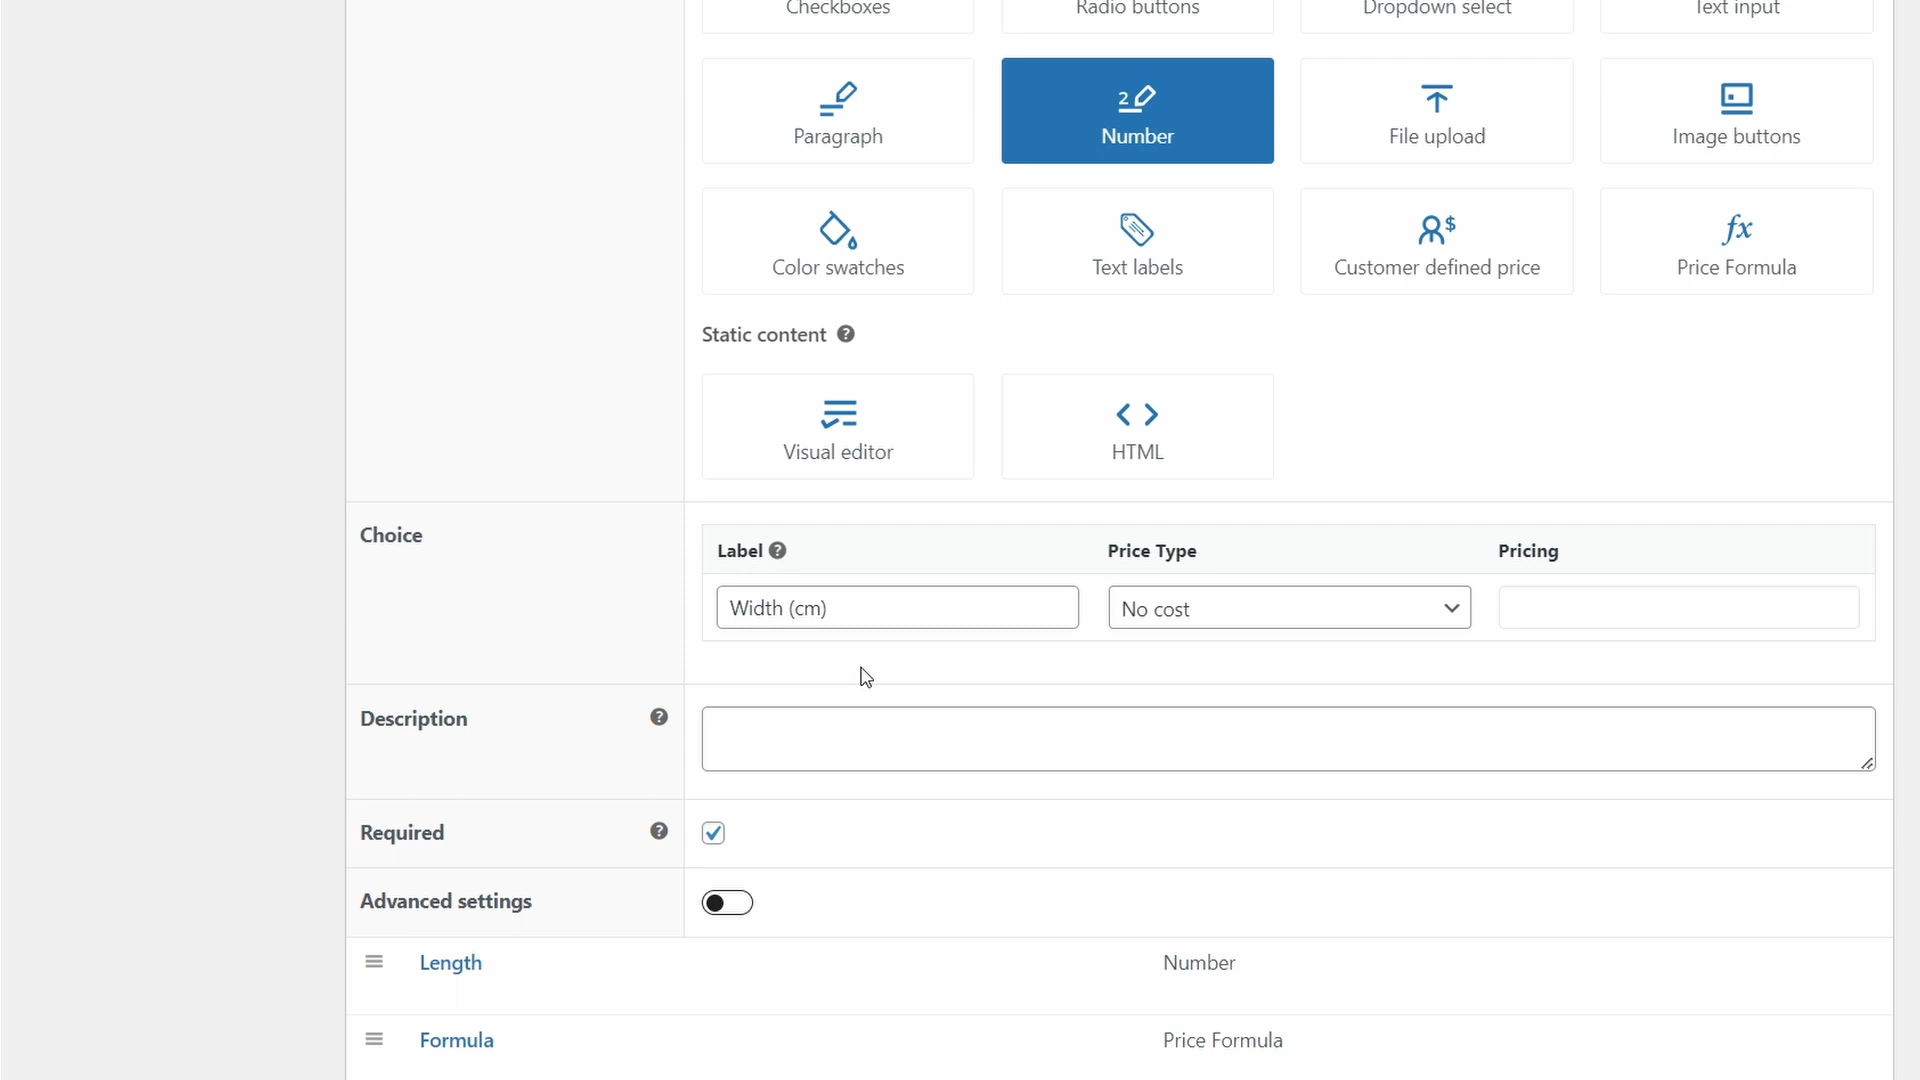 Checkboxes
Radio buttons
Dropdown select
Text input
Paragraph
2
Number
File upload
Image buttons
Color swatches
Text labels
$
Customer defined price
fx
Price Formula
Static content ?
Visual editor
< >
HTML
Choice
Label ?
Price Type
Pricing
Width (cm)
No cost
Description ?
Required ?
Advanced settings
Length
Number
Formula
Price Formula